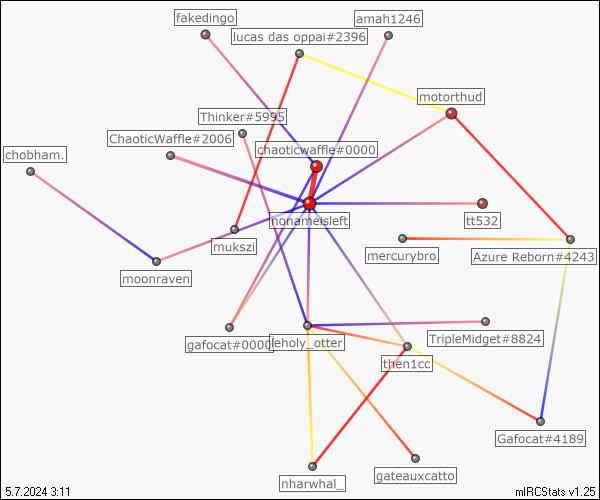 fakedingo
amah1246
lucas das oppai#2396
motorthud
Thinker#5995
ChaoticWaffle#2006
chaoticwaffle#0000
chobham.
nonameisleft
tt532
mukszi
mercurybro
Azure Reborn#4243
moonraven
gafocat#0000
leholy_otter
TripleMidget#8824
then1cc
Gafocat#4189
nharwhal_
gateauxcatto
5.7.2024 3:11
mIRCStats v1.25